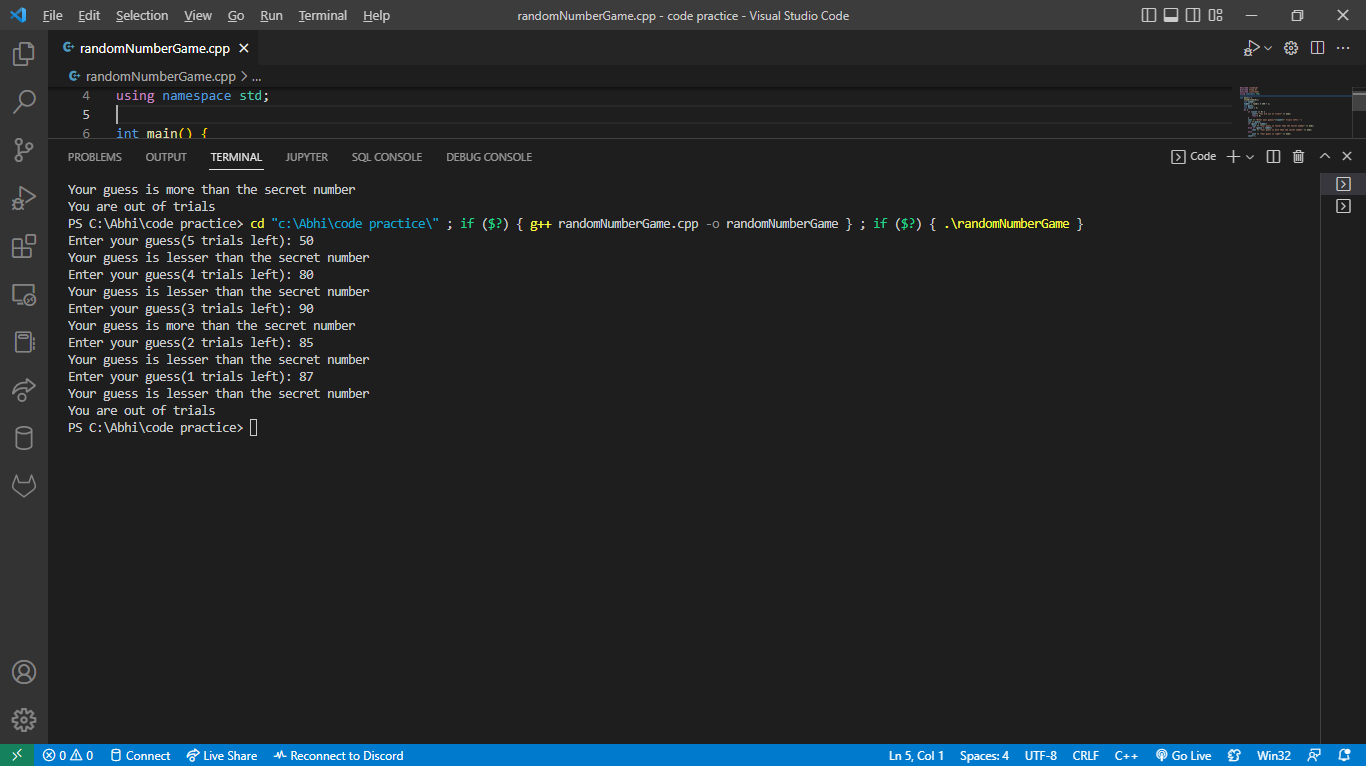 File Edit Selection View Go Run Terminal Help randomNumberGame.cpp - code practice - Visual Studio Code
randomNumberGame.cpp
randomNumberGame.cpp > ...
4 using namespace std;
5
6 int main() {
PROBLEMS OUTPUT TERMINAL JUPYTER SQL CONSOLE DEBUG CONSOLE Code
Your guess is more than the secret number
You are out of trials
PS C:\Abhi\code practice> cd "c:\Abhi\code practice\" ; if ($?) { g++ randomNumberGame.cpp -o randomNumberGame } ; if ($?) { .\randomNumberGame }
Enter your guess(5 trials left): 50
Your guess is lesser than the secret number
Enter your guess(4 trials left): 80
Your guess is lesser than the secret number
Enter your guess(3 trials left): 90
Your guess is more than the secret number
Enter your guess(2 trials left): 85
Your guess is lesser than the secret number
Enter your guess(1 trials left): 87
Your guess is lesser than the secret number
You are out of trials
PS C:\Abhi\code practice>
0 0 Connect Live Share Reconnect to Discord Ln 5, Col 1 Spaces: 4 UTF-8 CRLF C++ Go Live Win32